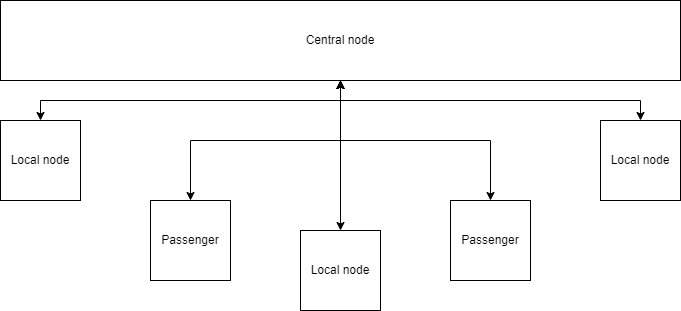 Central node
Local node
Local node
Passenger
Passenger
Local node